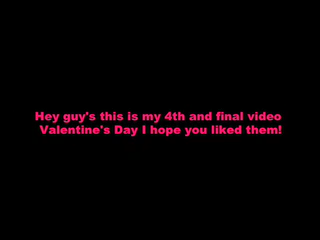 Hey guy's this is my 4th and final video
Valentine's Day I hope you liked them!